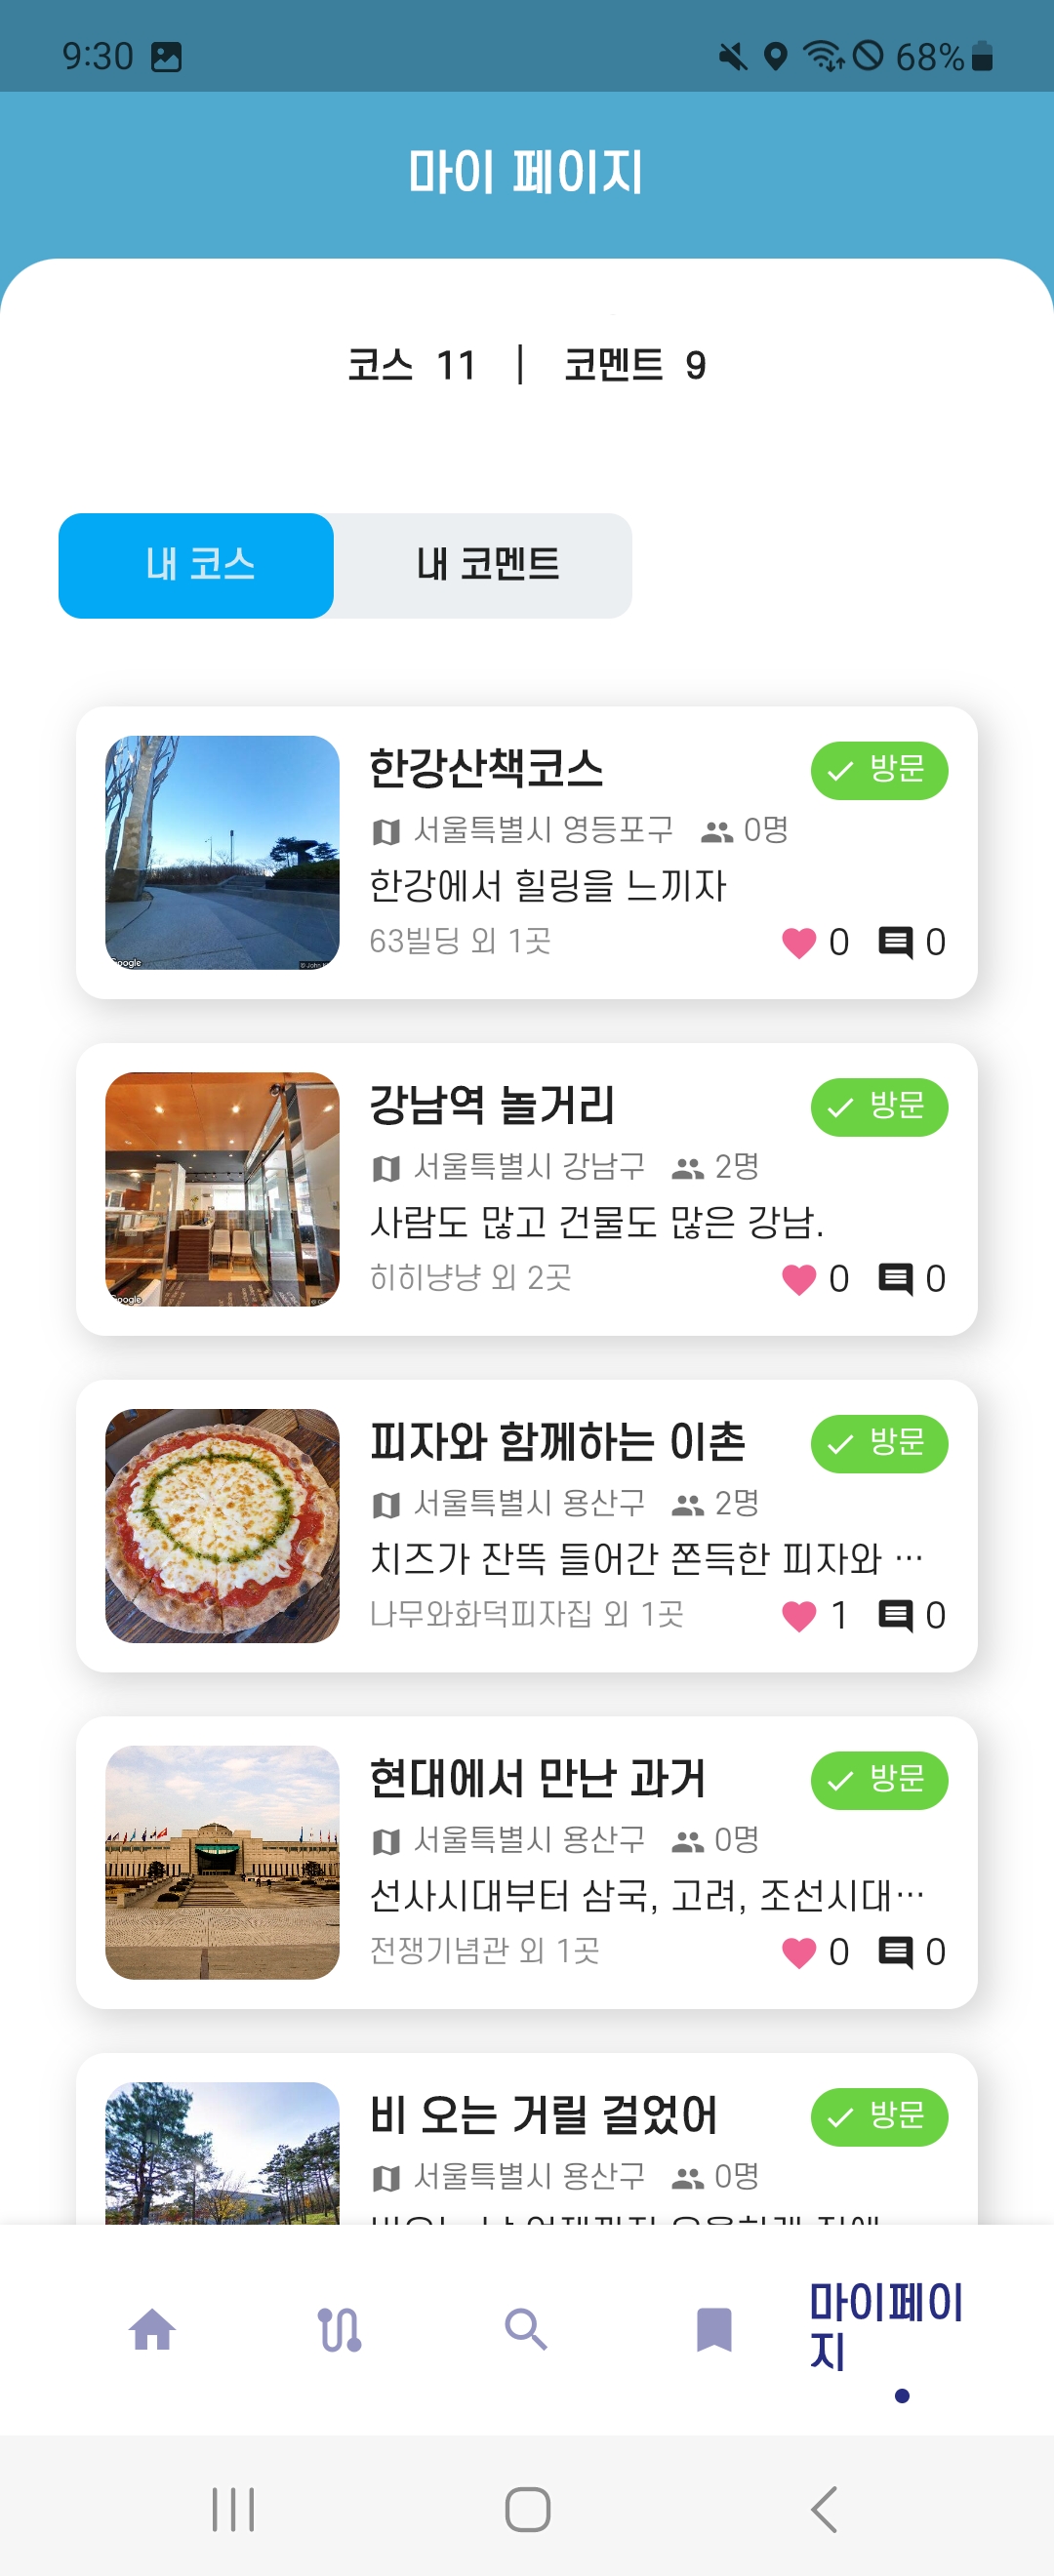 9:30 68%
마이 페이지
코스 11 | 코멘트 9
내 코스 내 코멘트
한강산책코스 방문
서울특별시 영등포구 0명
한강에서 힐링을 느끼자
63빌딩 외 1곳 0 0
강남역 놀거리 방문
서울특별시 강남구 2명
사람도 많고 건물도 많은 강남.
히히냥냥 외 2곳 0 0
피자와 함께하는 이촌 방문
서울특별시 용산구 2명
치즈가 잔뜩 들어간 쫀득한 피자와 …
나무와화덕피자집 외 1곳 1 0
현대에서 만난 과거 방문
서울특별시 용산구 0명
선사시대부터 삼국, 고려, 조선시대…
전쟁기념관 외 1곳 0 0
비 오는 거릴 걸었어 방문
서울특별시 용산구 0명
마이페이
지